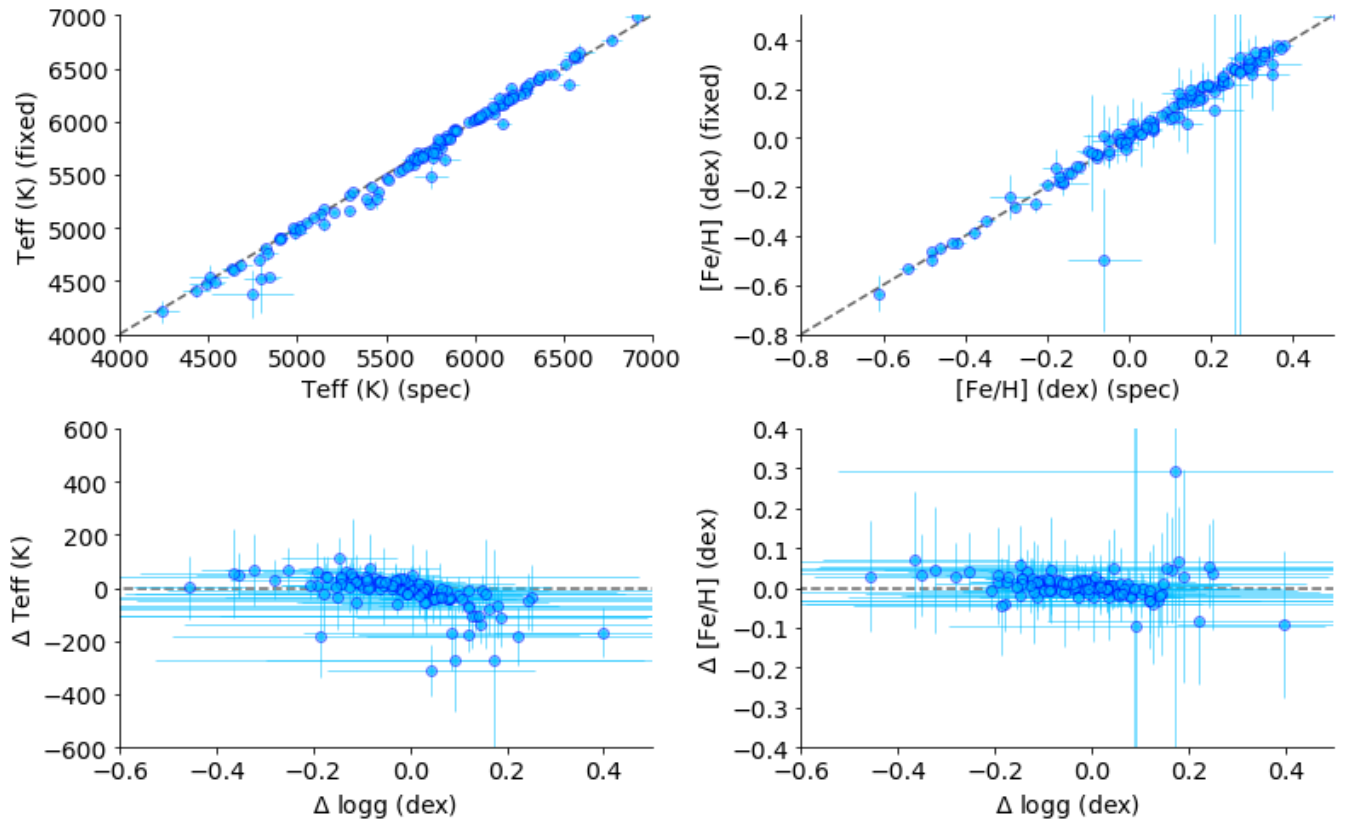 7000
6500
6000
5500
5000
4500
4000
Teff (K) (fixed)
4000 4500 5000 5500 6000 6500 7000
Teff (K) (spec)
0.4
0.2
0.0
−0.2
−0.4
−0.6
−0.8
[Fe/H] (dex) (fixed)
−0.8 −0.6 −0.4 −0.2 0.0 0.2 0.4
[Fe/H] (dex) (spec)
600
400
200
0
−200
−400
−600
Δ Teff (K)
−0.6 −0.4 −0.2 0.0 0.2 0.4
Δ logg (dex)
0.4
0.3
0.2
0.1
0.0
−0.1
−0.2
−0.3
−0.4
Δ [Fe/H] (dex)
−0.6 −0.4 −0.2 0.0 0.2 0.4
Δ logg (dex)